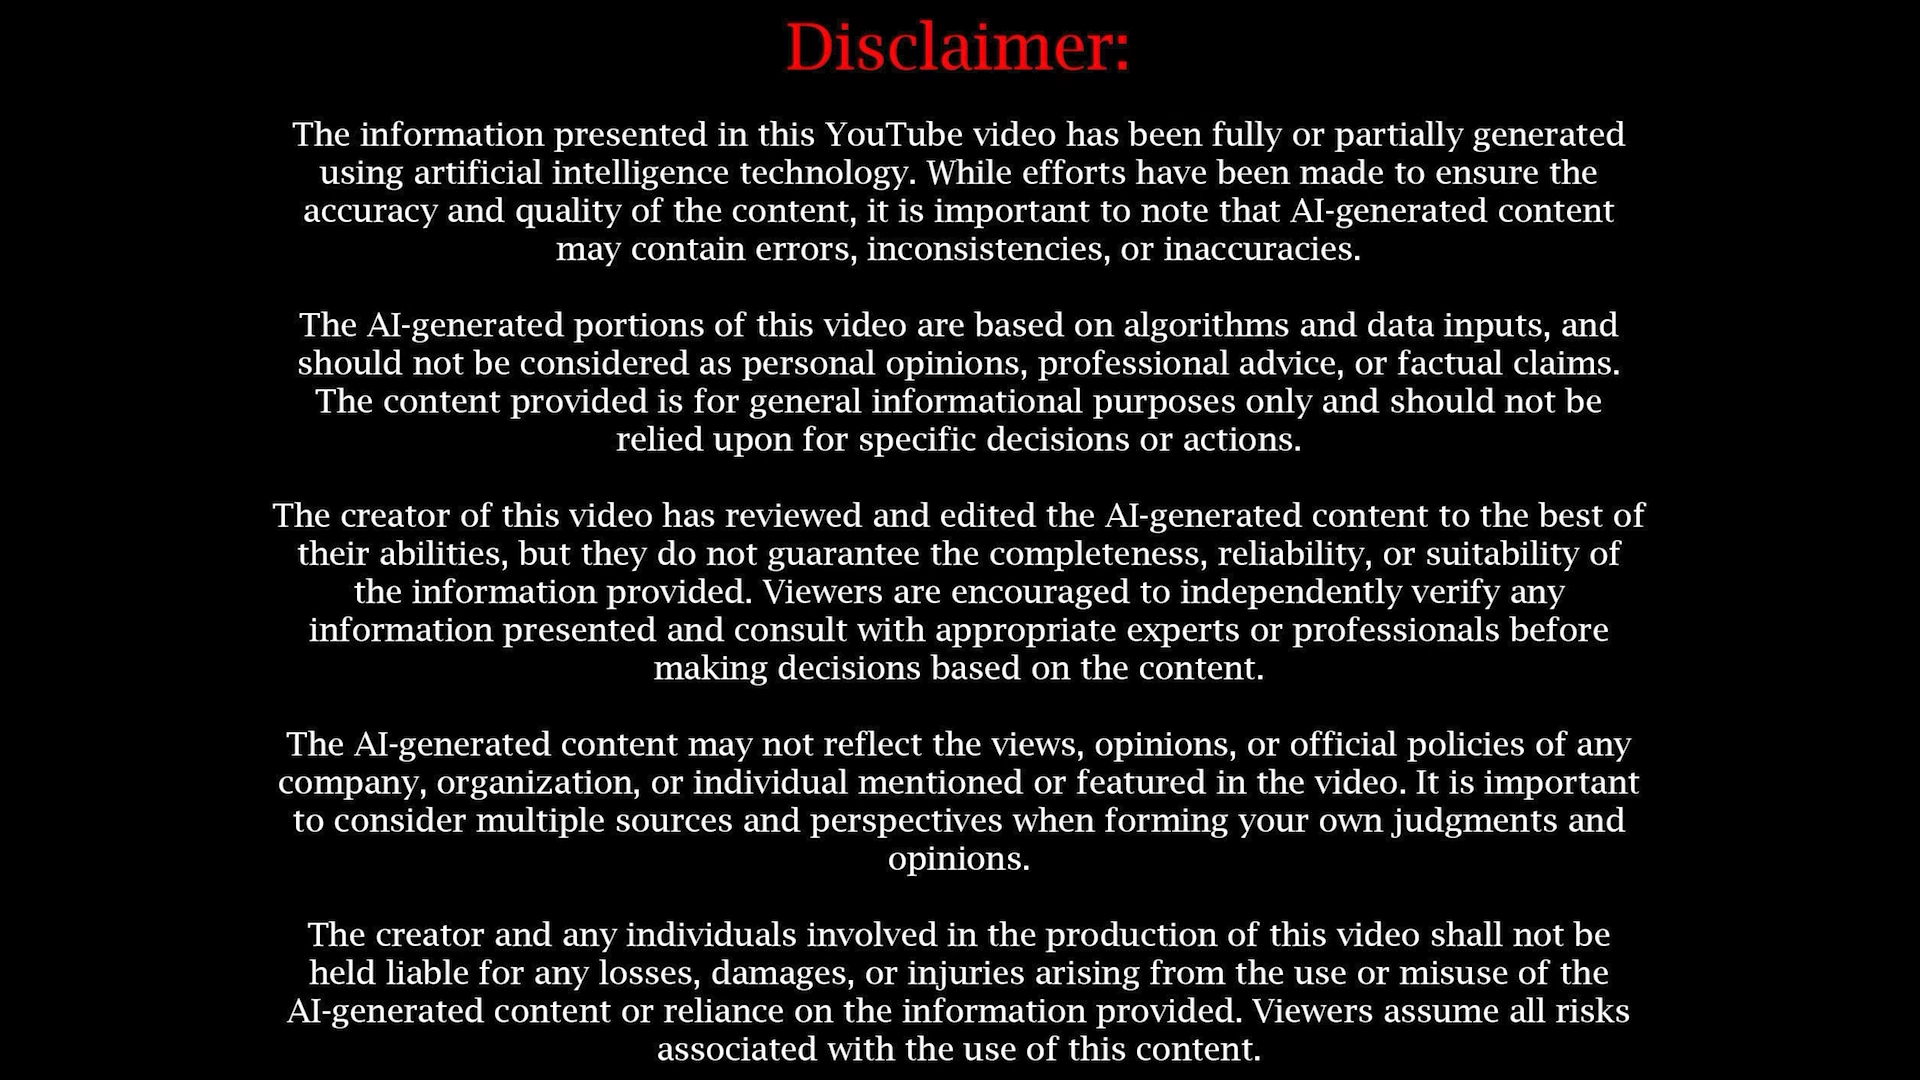 Disclaimer:
The information presented in this YouTube video has been fully or partially generated
using artificial intelligence technology. While efforts have been made to ensure the
accuracy and quality of the content, it is important to note that AI-generated content
may contain errors, inconsistencies, or inaccuracies.
The AI-generated portions of this video are based on algorithms and data inputs, and
should not be considered as personal opinions, professional advice, or factual claims.
The content provided is for general informational purposes only and should not be
relied upon for specific decisions or actions.
The creator of this video has reviewed and edited the AI-generated content to the best of
their abilities, but they do not guarantee the completeness, reliability, or suitability of
the information provided. Viewers are encouraged to independently verify any
information presented and consult with appropriate experts or professionals before
making decisions based on the content.
The AI-generated content may not reflect the views, opinions, or official policies of any
company, organization, or individual mentioned or featured in the video. It is important
to consider multiple sources and perspectives when forming your own judgments and
opinions.
The creator and any individuals involved in the production of this video shall not be
held liable for any losses, damages, or injuries arising from the use or misuse of the
AI-generated content or reliance on the information provided. Viewers assume all risks
associated with the use of this content.